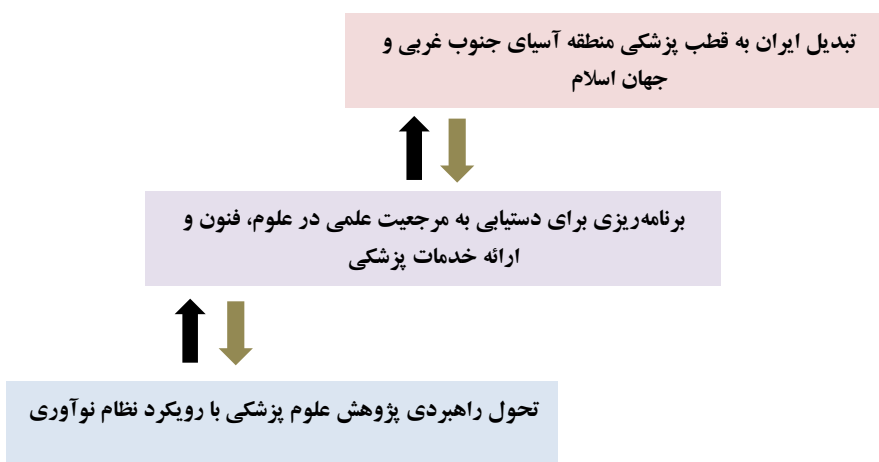 تبدیل ایران به قطب پزشکی منطقه آسیای جنوب غربی و
جهان اسلام
برنامه‌ریزی برای دستیابی به مرجعیت علمی در علوم، فنون و
ارائه خدمات پزشکی
تحول راهبردی پژوهش علوم پزشکی با رویکرد نظام نوآوری